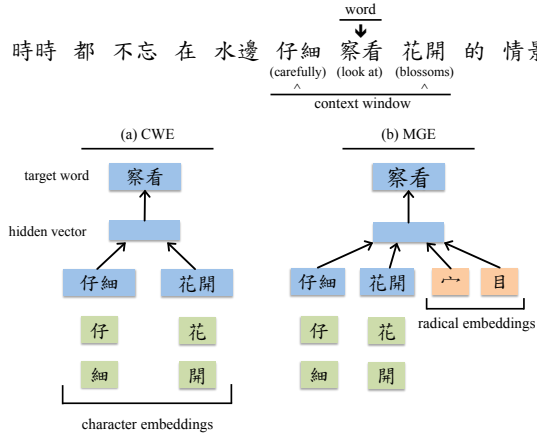 word
時時 都 不忘 在 水邊 仔細 察看 花開 的 情景
(carefully) (look at) (blossoms)
context window
(a) CWE (b) MGE
target word 察看 察看
hidden vector
仔細 花開 仔細 花開 宀 目
radical embeddings
仔 花 仔 花
細 開 細 開
character embeddings